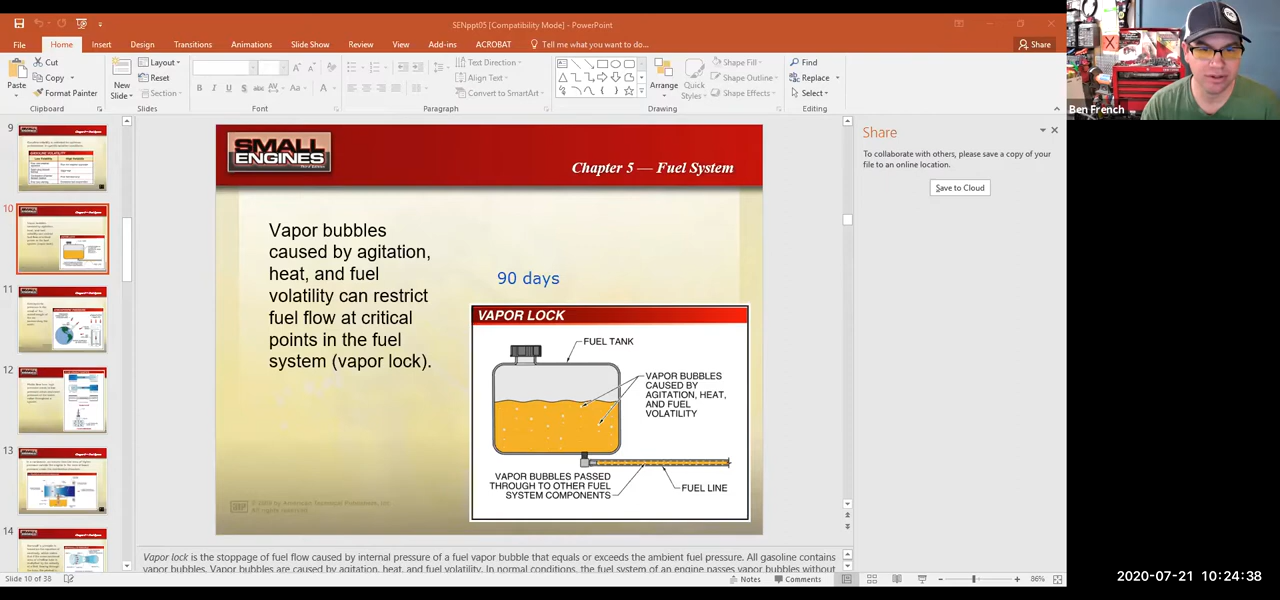 SENppt05 [Compatibility Mode] - PowerPoint
File Home Insert Design Transitions Animations Slide Show Review View Add-ins ACROBAT Tell me what you want to do... Share
Paste
Cut
Copy
Format Painter
Clipboard
New
Slide
Layout
Reset
Section
Slides
Font
Text Direction
Align Text
Convert to SmartArt
Paragraph
Arrange
Quick
Styles
Shape Fill
Shape Outline
Shape Effects
Drawing
Find
Replace
Select
Editing
Ben French
9
10
11
12
13
14
SMALL
ENGINES
Chapter 5 — Fuel System
Vapor bubbles
caused by agitation,
heat, and fuel
volatility can restrict
fuel flow at critical
points in the fuel
system (vapor lock).
90 days
VAPOR LOCK
FUEL TANK
VAPOR BUBBLES
CAUSED BY
AGITATION, HEAT,
AND FUEL
VOLATILITY
VAPOR BUBBLES PASSED
THROUGH TO OTHER FUEL
SYSTEM COMPONENTS
FUEL LINE
Share
To collaborate with others, please save a copy of your
file to an online location.
Save to Cloud
Vapor lock is the stoppage of fuel flow caused by internal pressure of a fuel vapor bubble that equals or exceeds the ambient fuel pressure. All gasoline contains
vapor bubbles. Vapor bubbles are caused by agitation, heat, and fuel volatility. In normal conditions, the fuel system of an engine passes vapor bubbles without
Slide 10 of 38
Notes
Comments
86%
2020-07-21 10:24:38